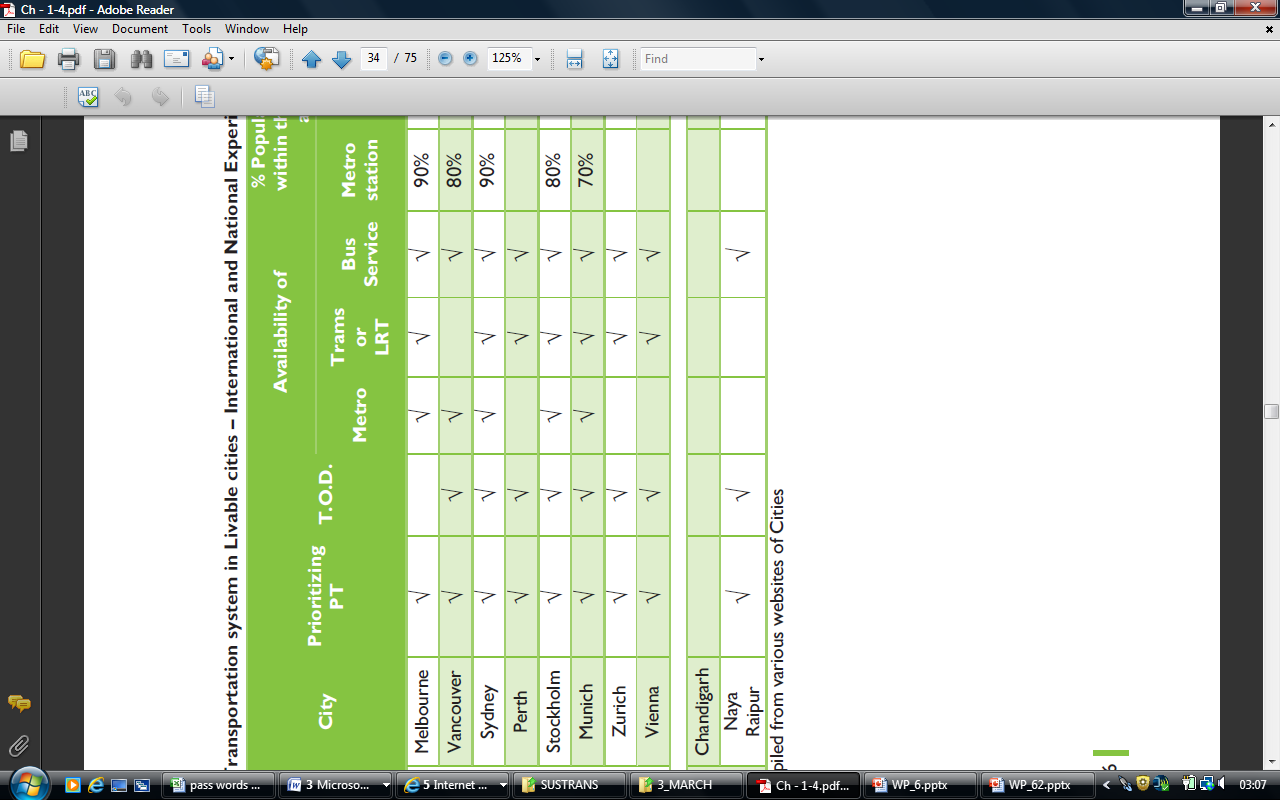 Ch - 1-4.pdf - Adobe Reader
File Edit View Document Tools Window Help
34 / 75 125% Find
ABC
ransportation system in Livable cities – International and National Experi
City Prioritizing PT T.O.D. Availability of % Popula
within th
a
Metro Trams or LRT Bus Service Metro station
Melbourne √ √ √ √ 90%
Vancouver √ √ √ √ 80%
Sydney √ √ √ √ √ 90%
Perth √ √ √ √
Stockholm √ √ √ √ √ 80%
Munich √ √ √ √ √ 70%
Zurich √ √ √ √
Vienna √ √ √ √
Chandigarh
Naya Raipur √ √ √
piled from various websites of Cities
pass words ... 3 Microso... 5 Internet ... SUSTRANS 3_MARCH Ch - 1-4.pdf... WP_6.pptx WP_62.pptx 03:07